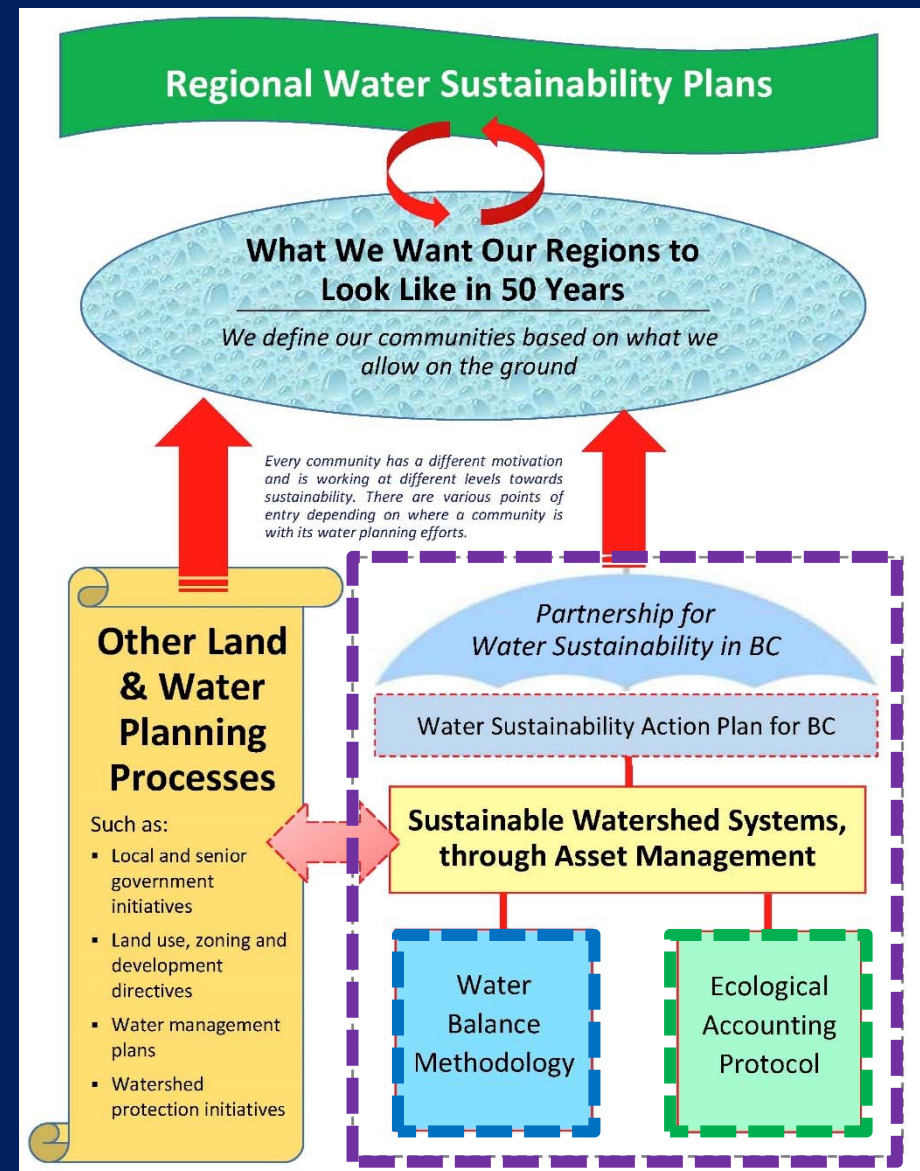 Regional Water Sustainability Plans
What We Want Our Regions to
Look Like in 50 Years
We define our communities based on what we
allow on the ground
Every community has a different motivation
and is working at different levels towards
sustainability. There are various points of
entry depending on where a community is
with its water planning efforts.
Other Land
& Water
Planning
Processes
Such as:
▪ Local and senior
government
initiatives
▪ Land use, zoning and
development
directives
▪ Water management
plans
▪ Watershed
protection initiatives
Partnership for
Water Sustainability in BC
Water Sustainability Action Plan for BC
Sustainable Watershed Systems,
through Asset Management
Water
Balance
Methodology
Ecological
Accounting
Protocol